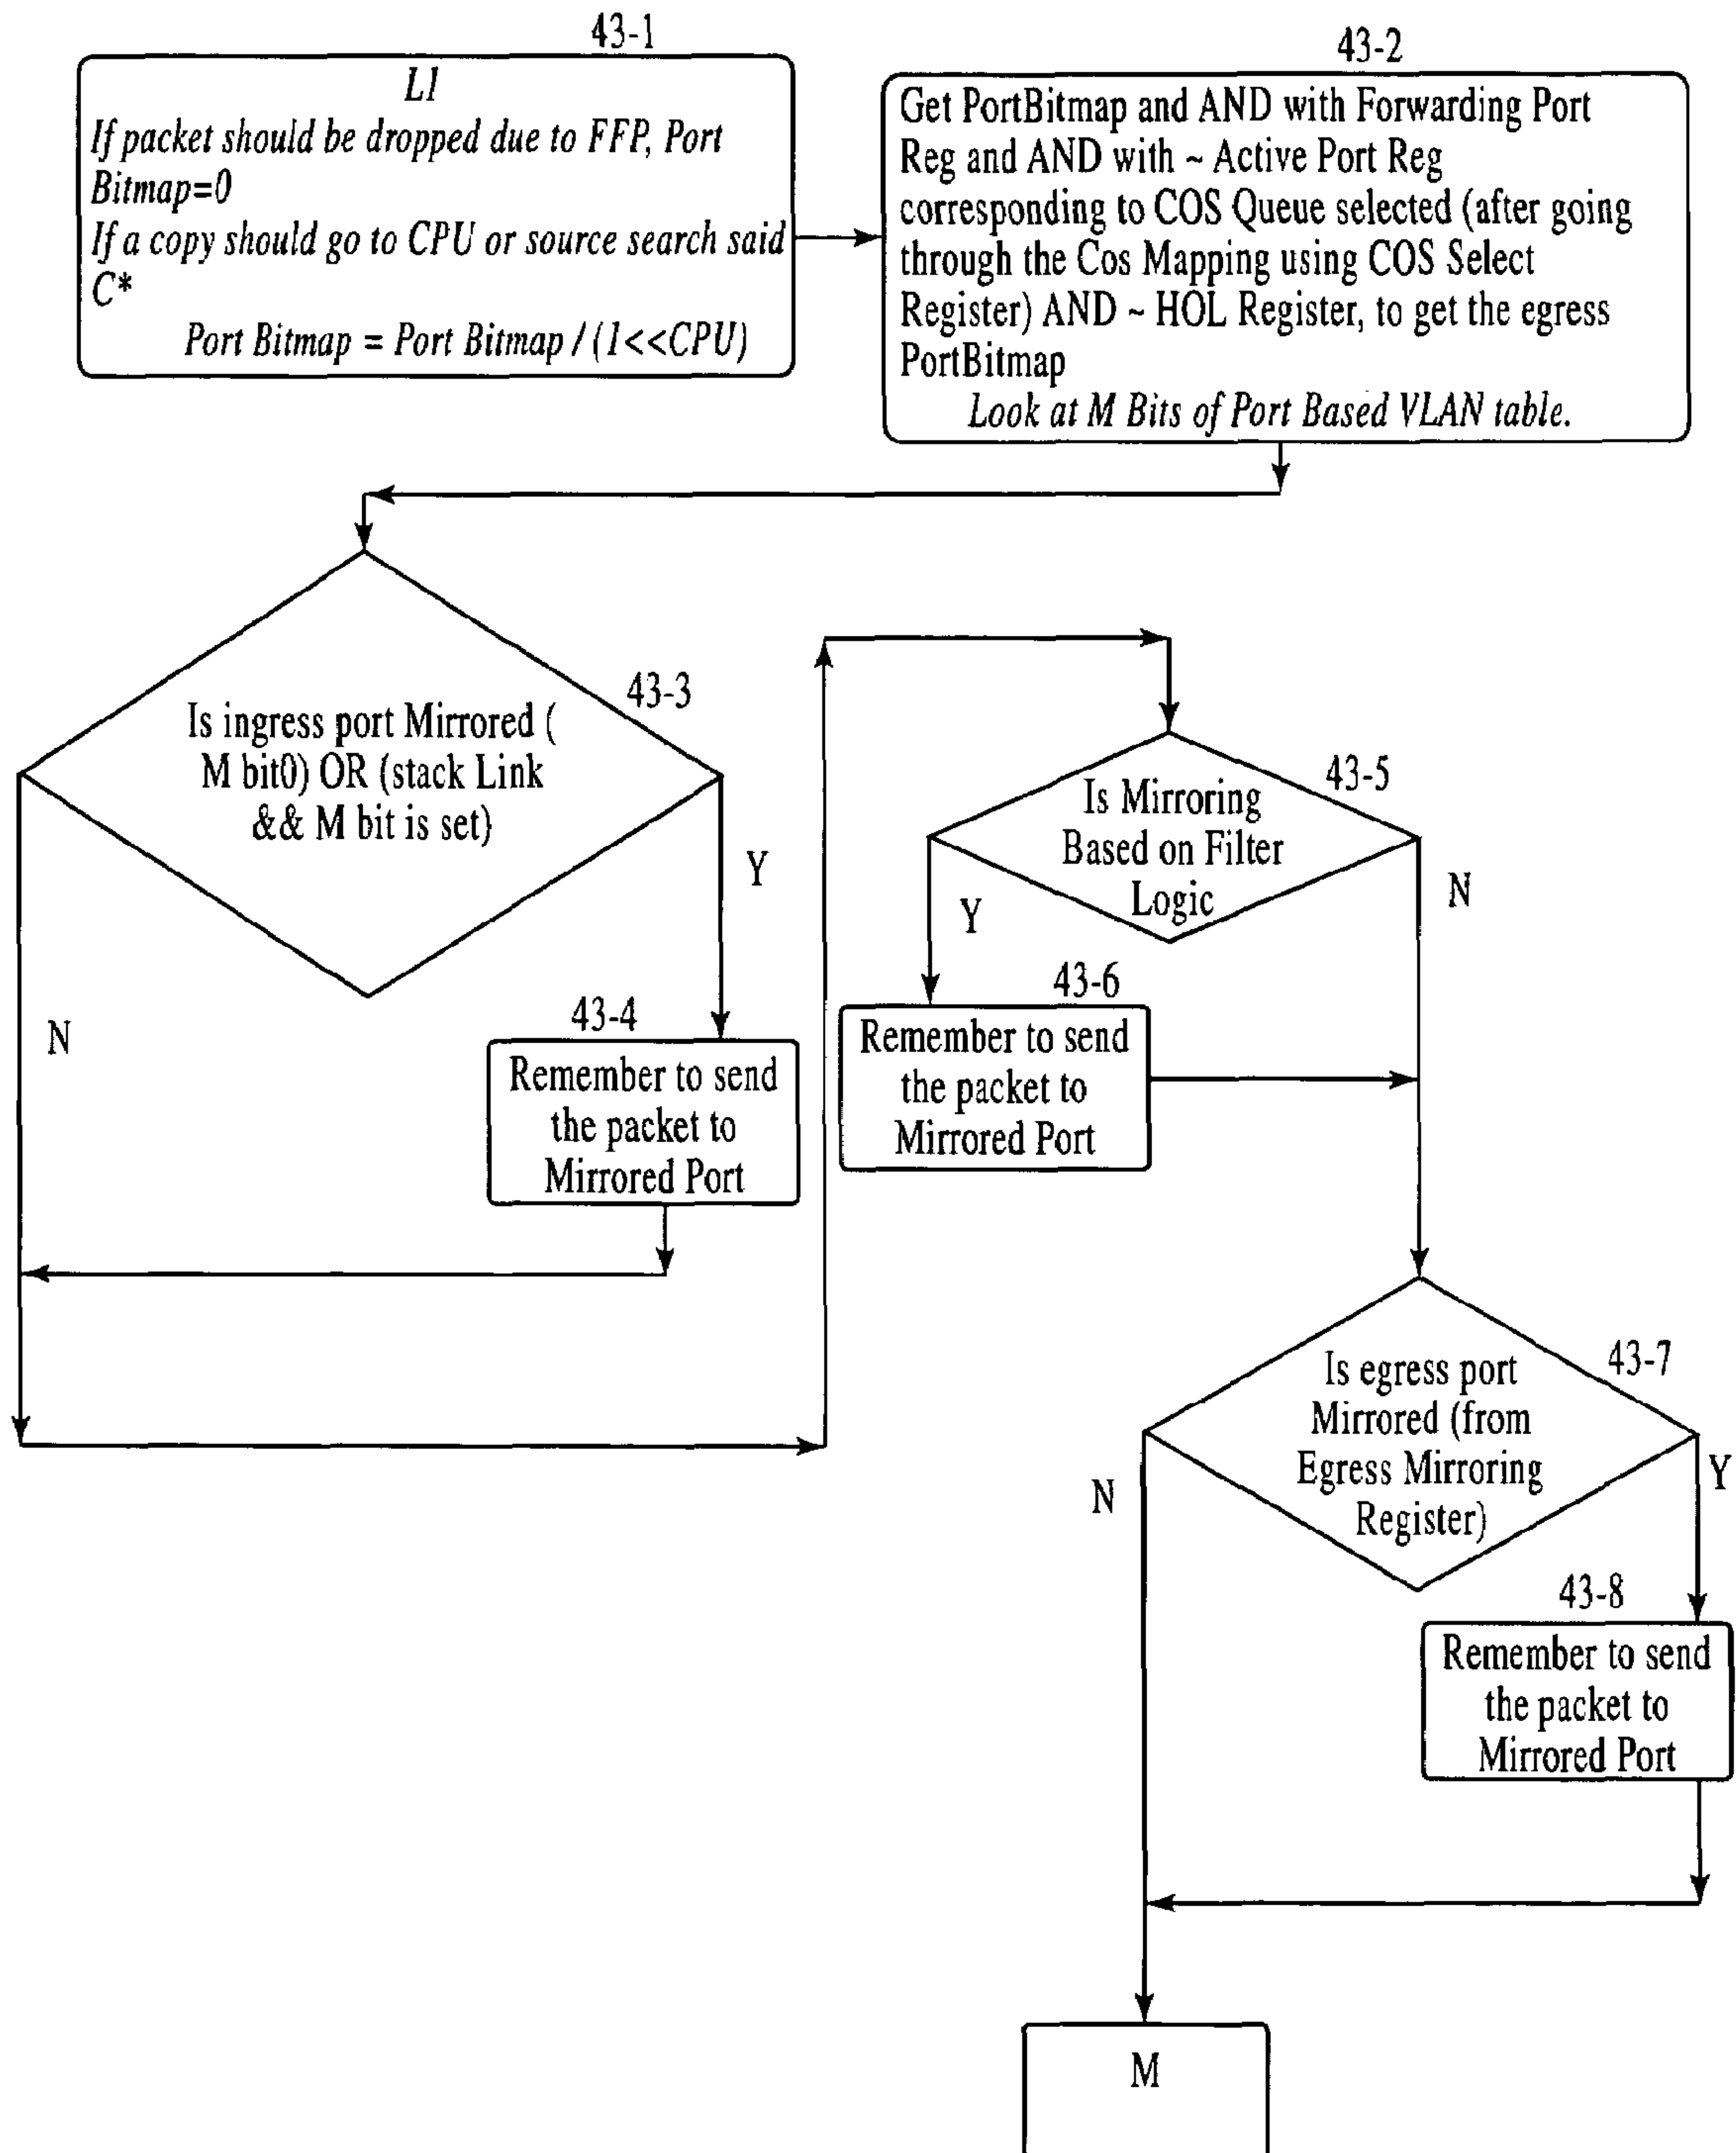 43-1
L1
If packet should be dropped due to FFP, Port
Bitmap=0
If a copy should go to CPU or source search said
C*
Port Bitmap = Port Bitmap / (1<<CPU)
43-2
Get PortBitmap and AND with Forwarding Port
Reg and AND with ~ Active Port Reg
corresponding to COS Queue selected (after going
through the Cos Mapping using COS Select
Register) AND ~ HOL Register, to get the egress
PortBitmap
Look at M Bits of Port Based VLAN table.
43-3
Is ingress port Mirrored (
M bit0) OR (stack Link
&& M bit is set)
Y
N
43-4
Remember to send
the packet to
Mirrored Port
43-5
Is Mirroring
Based on Filter
Logic
Y
N
43-6
Remember to send
the packet to
Mirrored Port
43-7
Is egress port
Mirrored (from
Egress Mirroring
Register)
N
Y
43-8
Remember to send
the packet to
Mirrored Port
M